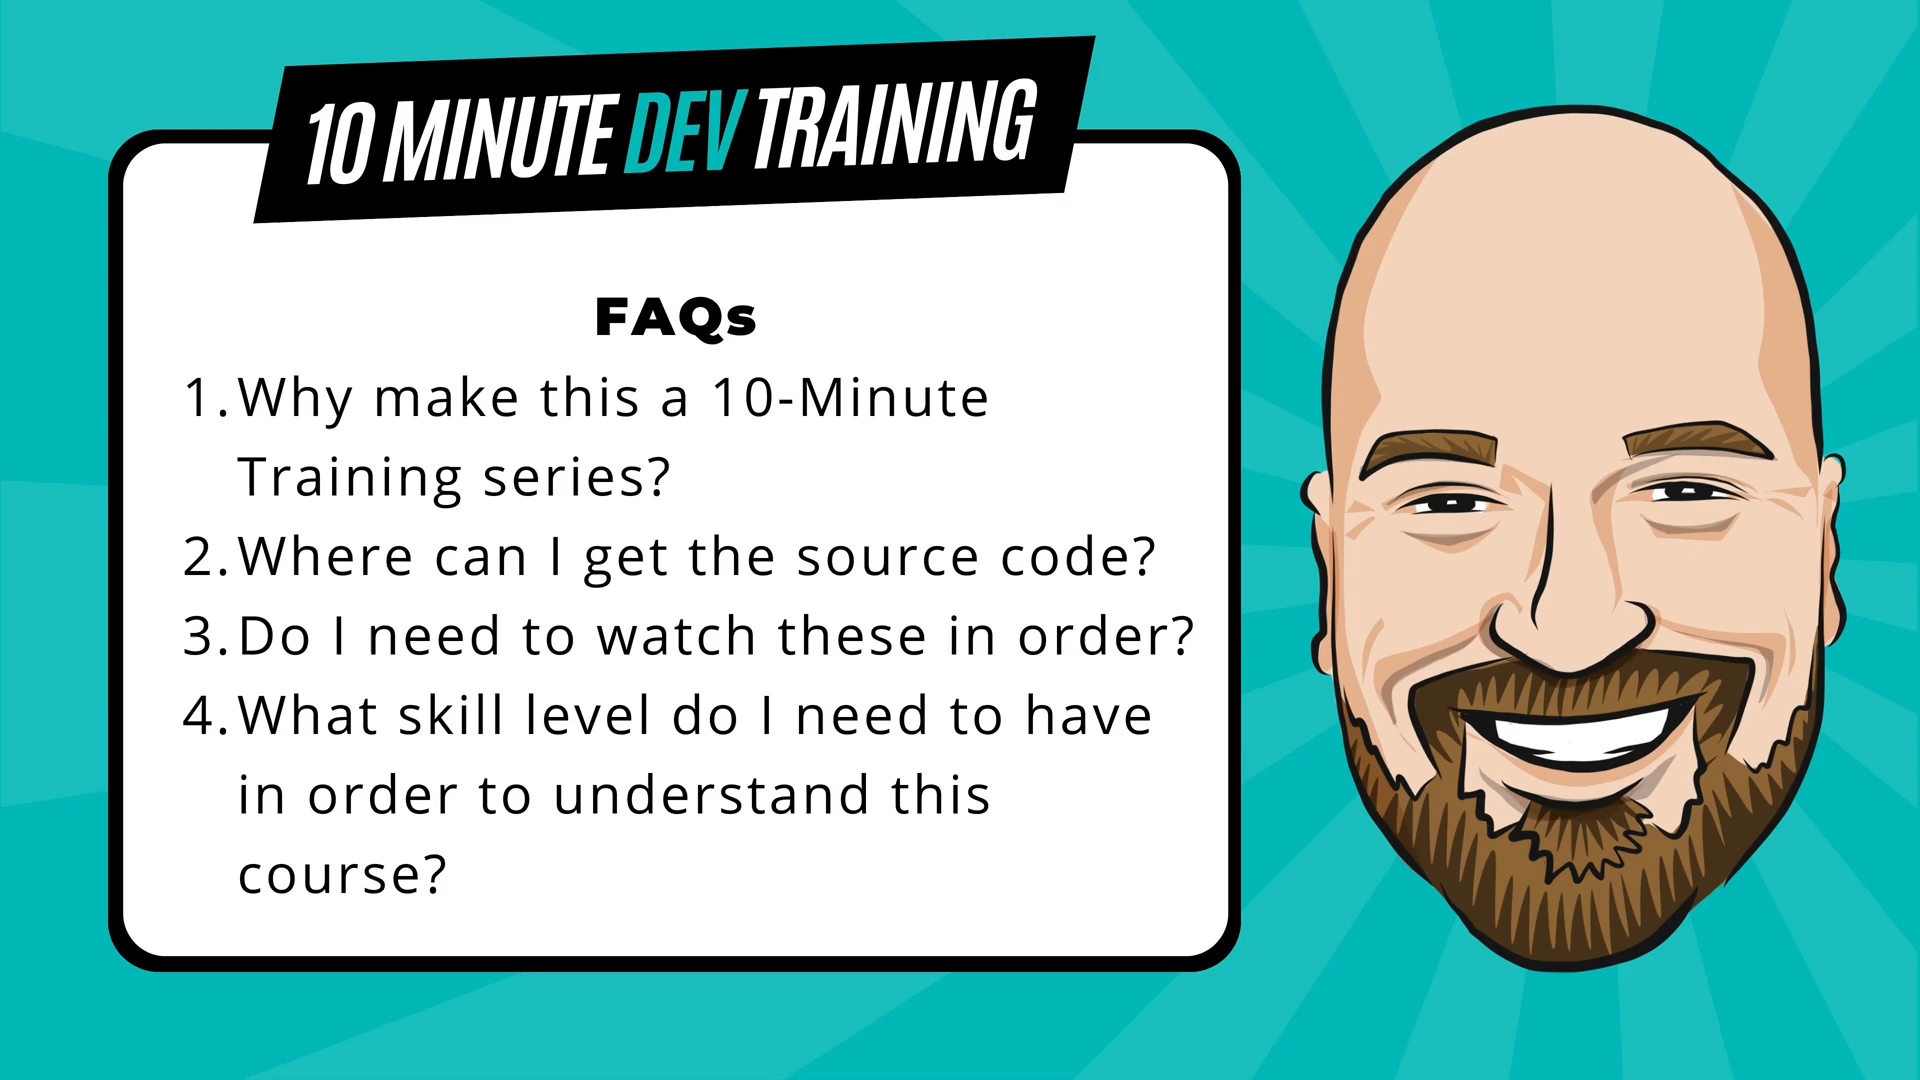 10 MINUTE DEV TRAINING
FAQs
1. Why make this a 10-Minute
Training series?
2. Where can I get the source code?
3. Do I need to watch these in order?
4. What skill level do I need to have
in order to understand this
course?